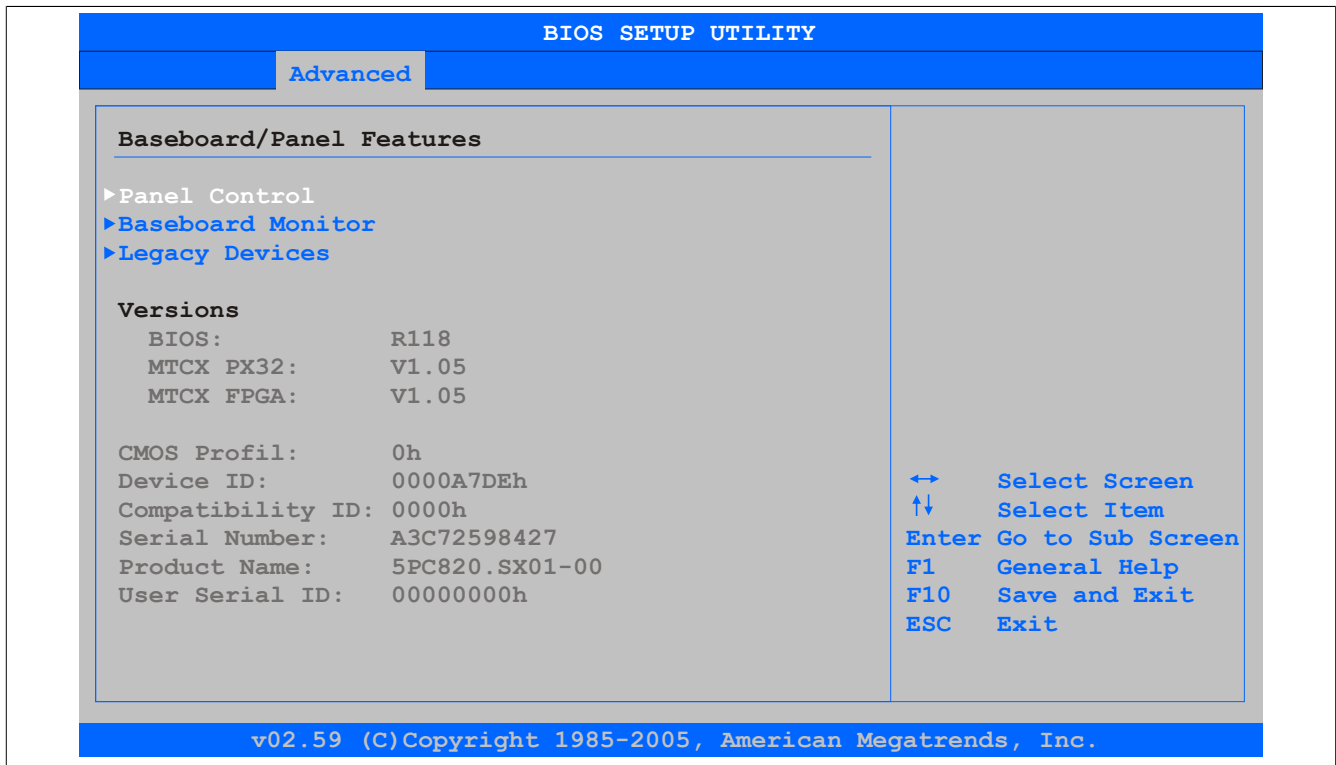 BIOS SETUP UTILITY
Advanced
Baseboard/Panel Features
▶Panel Control
▶Baseboard Monitor
▶Legacy Devices
Versions
BIOS: R118
MTCX PX32: V1.05
MTCX FPGA: V1.05
CMOS Profil: 0h
Device ID: 0000A7DEh
Compatibility ID: 0000h
Serial Number: A3C72598427
Product Name: 5PC820.SX01-00
User Serial ID: 00000000h
↔ Select Screen
↑↓ Select Item
Enter Go to Sub Screen
F1 General Help
F10 Save and Exit
ESC Exit
v02.59 (C)Copyright 1985-2005, American Megatrends, Inc.